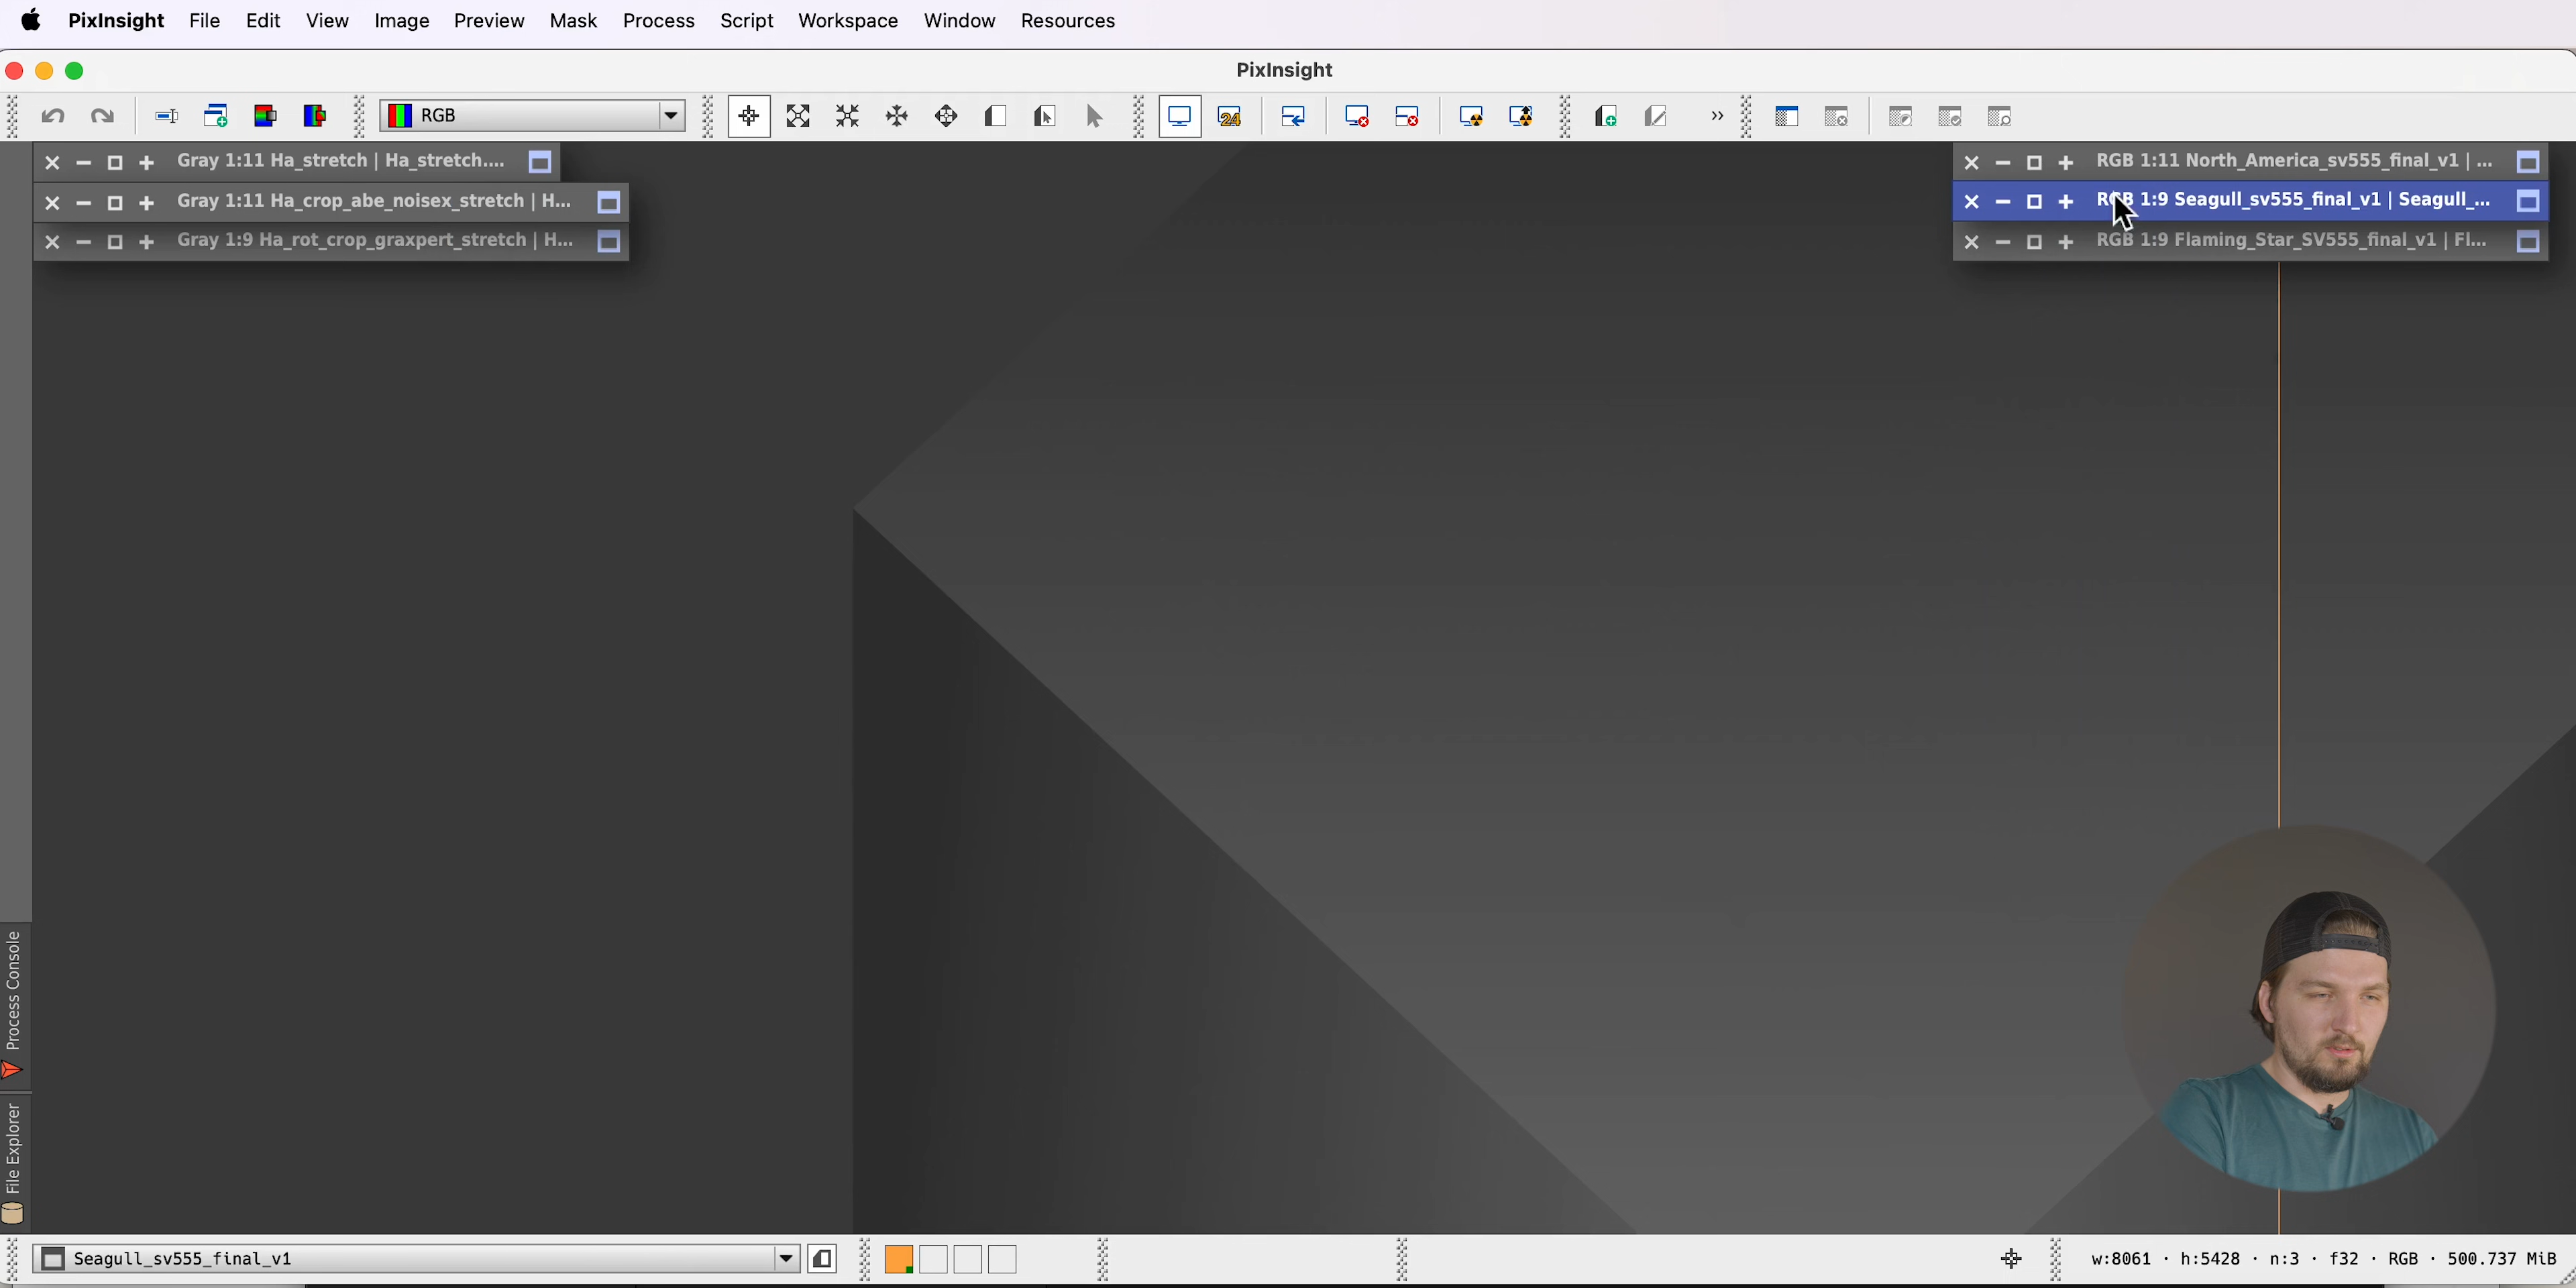 PixInsight File Edit View Image Preview Mask Process Script Workspace Window Resources
PixInsight
RGB
24
Gray 1:11 Ha_stretch | Ha_stretch....
Gray 1:11 Ha_crop_abe_noisex_stretch | H...
Gray 1:9 Ha_rot_crop_graxpert_stretch | H...
RGB 1:11 North_America_sv555_final_v1 | ...
RGB 1:9 Seagull_sv555_final_v1 | Seagull_...
RGB 1:9 Flaming_Star_SV555_final_v1 | Fl...
Process Console
File Explorer
Seagull_sv555_final_v1
w:8061 · h:5428 · n:3 · f32 · RGB · 500.737 MiB